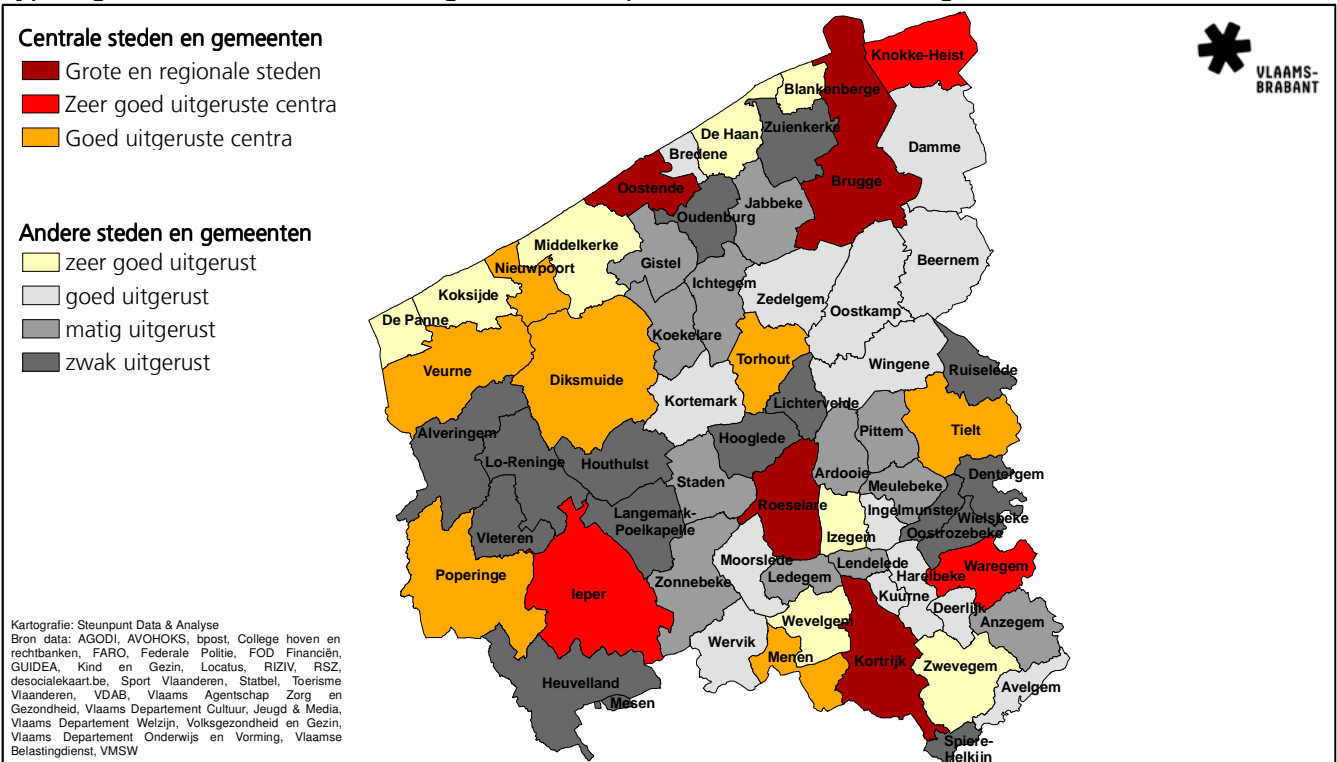 Centrale steden en gemeenten
Grote en regionale steden
Zeer goed uitgeruste centra
Goed uitgeruste centra
Andere steden en gemeenten
zeer goed uitgerust
goed uitgerust
matig uitgerust
zwak uitgerust
VLAAMS-
BRABANT
Knokke-Heist
Blankenberge
Zuienkerke
De Haan
Damme
Bredene
Brugge
Oostende
Jabbeke
Oudenburg
Middelkerke
Beernem
Gistel
Nieuwpoort
Ichtegem
Koksijde
Zedelgem
Oostkamp
De Panne
Koekelare
Torhout
Wingene
Veurne
Ruiselede
Diksmuide
Kortemark
Lichtervelde
Tielt
Pittem
Alveringem
Hooglede
Lo-Reninge
Houthulst
Ardooie
Dentergem
Staden
Meulebeke
Roeselare
Ingelmunster
Langemark-
Poelkapelle
Wielsbeke
Oostrozebeke
Izegem
Vleteren
Moorslede
Lendelede
Waregem
Poperinge
Zonnebeke
Ledegem
Harelbeke
Ieper
Kuurne
Deerlijk
Anzegem
Wevelgem
Wervik
Menen
Kortrijk
Zwevegem
Heuvelland
Avelgem
Mesen
Spiere-
Helkijn
Kartografie: Steunpunt Data & Analyse
Bron data: AGODI, AVOHOKS, bpost, College hoven en
rechtbanken, FARO, Federale Politie, FOD Financiën,
GUIDEA, Kind en Gezin, Locatus, RIZIV, RSZ,
desocialekaart.be, Sport Vlaanderen, Statbel, Toerisme
Vlaanderen, VDAB, Vlaams Agentschap Zorg en
Gezondheid, Vlaams Departement Cultuur, Jeugd & Media,
Vlaams Departement Welzijn, Volksgezondheid en Gezin,
Vlaams Departement Onderwijs en Vorming, Vlaamse
Belastingdienst, VMSW